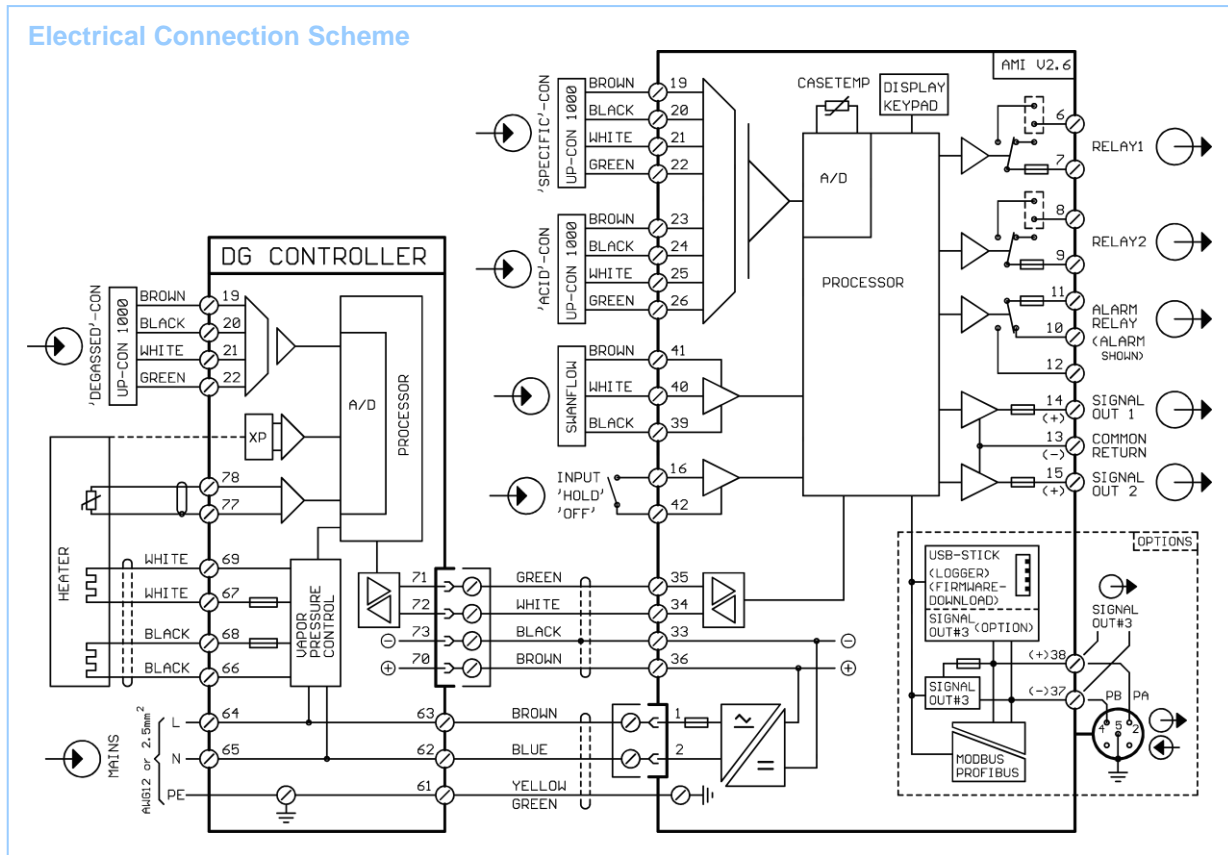 Electrical Connection Scheme
AMI V2.6
'SPECIFIC'-CON
UP-CON 1000
BROWN 19
BLACK 20
WHITE 21
GREEN 22
'ACID'-CON
UP-CON 1000
BROWN 23
BLACK 24
WHITE 25
GREEN 26
SWANFLOW
BROWN 41
WHITE 40
BLACK 39
INPUT
'HOLD'
'OFF'
16
42
CASETEMP
DISPLAY
KEYPAD
A/D
PROCESSOR
6
RELAY1
7
8
RELAY2
9
11
ALARM
10
RELAY
(ALARM
SHOWN)
12
14
(+)
SIGNAL
OUT 1
13
(-)
COMMON
RETURN
15
(+)
SIGNAL
OUT 2
DG CONTROLLER
'DEGASSED'-CON
UP-CON 1000
BROWN 19
BLACK 20
WHITE 21
GREEN 22
A/D
PROCESSOR
XP
HEATER
78
77
WHITE 69
WHITE 67
BLACK 68
BLACK 66
VAPOR
PRESSURE
CONTROL
71 GREEN 35
72 WHITE 34
⊖ 73 BLACK 33 ⊖
⊕ 70 BROWN 36 ⊕
MAINS
AWG12 or 2.5mm²
L 64 63 BROWN 1
N 65 62 BLUE 2
PE 61 YELLOW
GREEN
~
=
OPTIONS
USB-STICK
(LOGGER)
(FIRMWARE-
DOWNLOAD)
SIGNAL
OUT#3 (OPTION)
SIGNAL
OUT#3
(+)38
SIGNAL
OUT#3
(-)37
PB PA
4 5 2
MODBUS
PROFIBUS